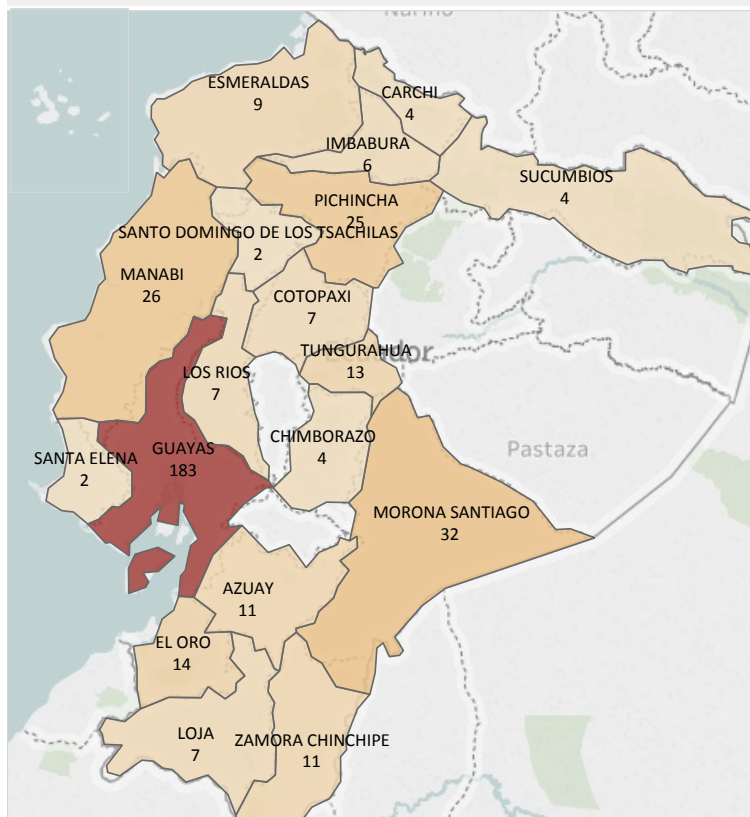 Nariño
ESMERALDAS
9
CARCHI
4
IMBABURA
6
SUCUMBIOS
4
PICHINCHA
25
SANTO DOMINGO DE LOS TSACHILAS
2
MANABI
26
COTOPAXI
7
TUNGURAHUA
13
LOS RIOS
7
CHIMBORAZO
4
Pastaza
GUAYAS
183
SANTA ELENA
2
MORONA SANTIAGO
32
AZUAY
11
EL ORO
14
LOJA
7
ZAMORA CHINCHIPE
11